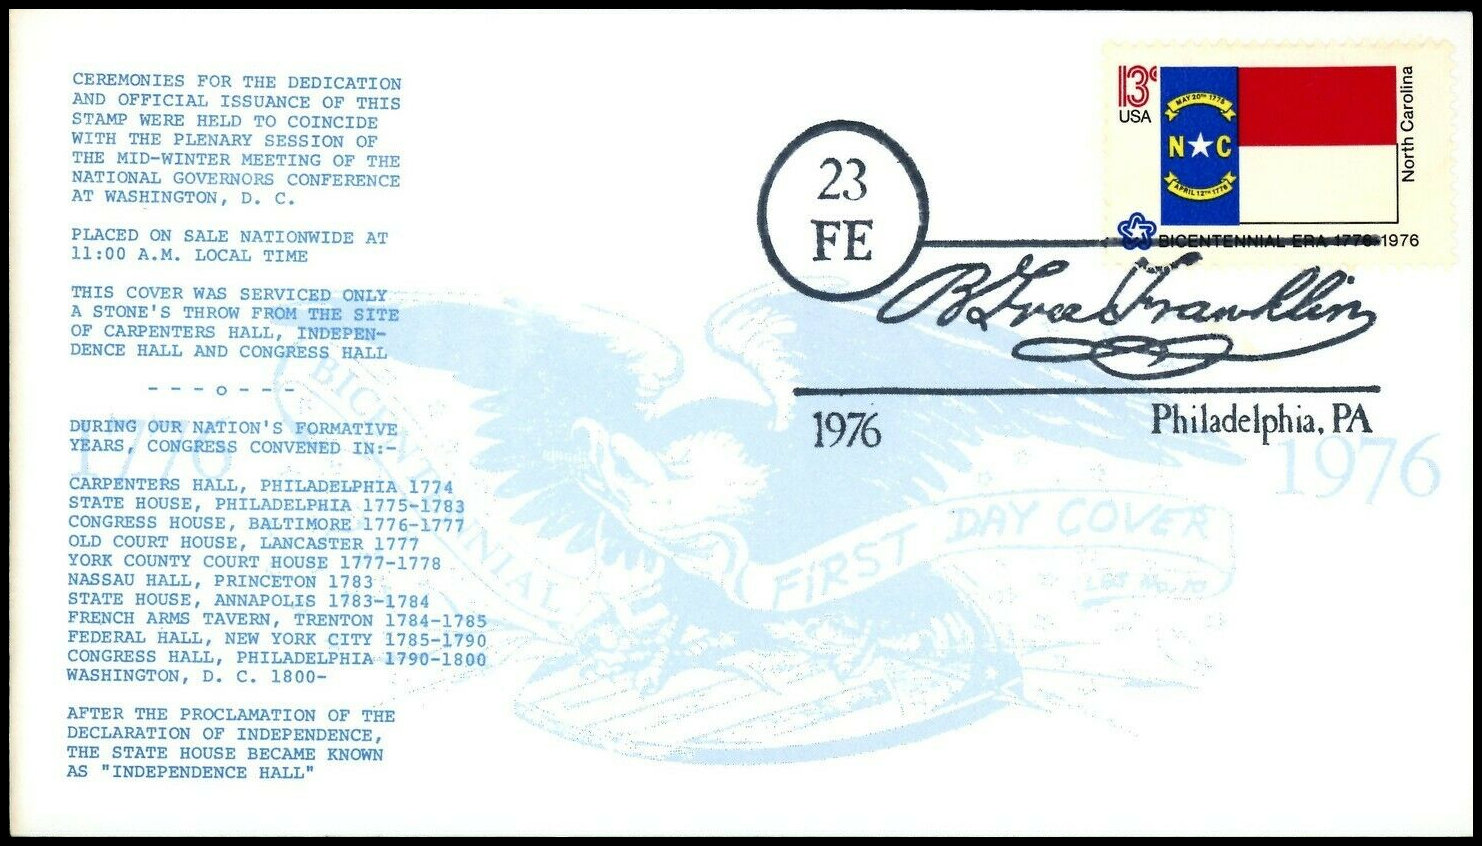 CEREMONIES FOR THE DEDICATION
AND OFFICIAL ISSUANCE OF THIS
STAMP WERE HELD TO COINCIDE
WITH THE PLENARY SESSION OF
THE MID-WINTER MEETING OF THE
NATIONAL GOVERNORS CONFERENCE
AT WASHINGTON, D. C.
PLACED ON SALE NATIONWIDE AT
11:00 A.M. LOCAL TIME
THIS COVER WAS SERVICED ONLY
A STONE'S THROW FROM THE SITE
OF CARPENTERS HALL, INDEPEN-
DENCE HALL AND CONGRESS HALL
- - - o - - -
DURING OUR NATION'S FORMATIVE
YEARS, CONGRESS CONVENED IN:-
CARPENTERS HALL, PHILADELPHIA 1774
STATE HOUSE, PHILADELPHIA 1775-1783
CONGRESS HOUSE, BALTIMORE 1776-1777
OLD COURT HOUSE, LANCASTER 1777
YORK COUNTY COURT HOUSE 1777-1778
NASSAU HALL, PRINCETON 1783
STATE HOUSE, ANNAPOLIS 1783-1784
FRENCH ARMS TAVERN, TRENTON 1784-1785
FEDERAL HALL, NEW YORK CITY 1785-1790
CONGRESS HALL, PHILADELPHIA 1790-1800
WASHINGTON, D. C. 1800-
AFTER THE PROCLAMATION OF THE
DECLARATION OF INDEPENDENCE,
THE STATE HOUSE BECAME KNOWN
AS "INDEPENDENCE HALL"
13c
USA
MAY 20TH 1775
N C
APRIL 12TH 1776
North Carolina
BICENTENNIAL ERA 1776-1976
23
FE
B Free Franklin
1976
Philadelphia, PA
1776
1976
BICENTENNIAL
FIRST DAY COVER